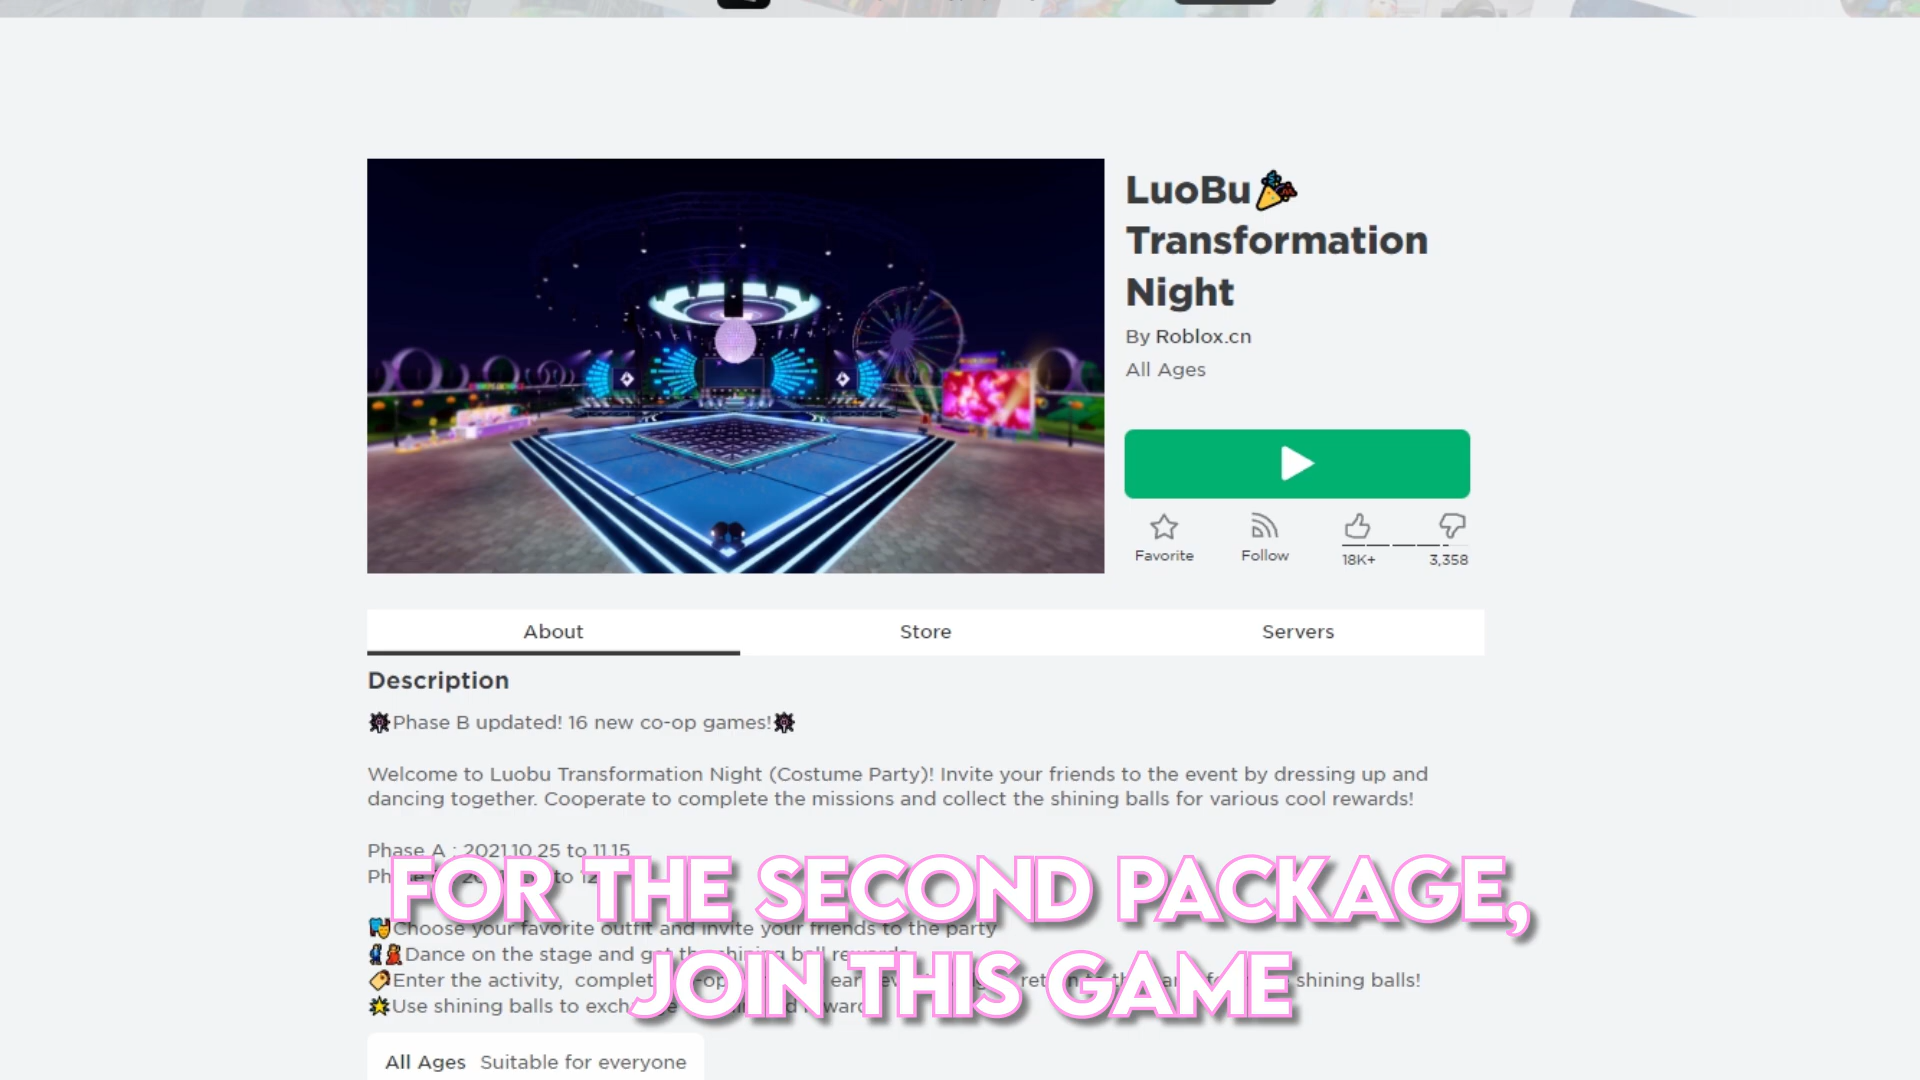 LuoBu🎉
Transformation
Night
By Roblox.cn
All Ages
Favorite
Follow
18K+
3,358
About
Store
Servers
Description
Phase B updated! 16 new co-op games!
Welcome to Luobu Transformation Night (Costume Party)! Invite your friends to the event by dressing up and
dancing together. Cooperate to complete the missions and collect the shining balls for various cool rewards!
Phase A : 2021.10.25 to 11.15
FOR THE SECOND PACKAGE,
Choose your favorite outfit and invite your friends to the party
Dance on the stage and
Enter the activity,
shining balls!
JOIN THIS GAME
Use shining balls to
All Ages Suitable for everyone